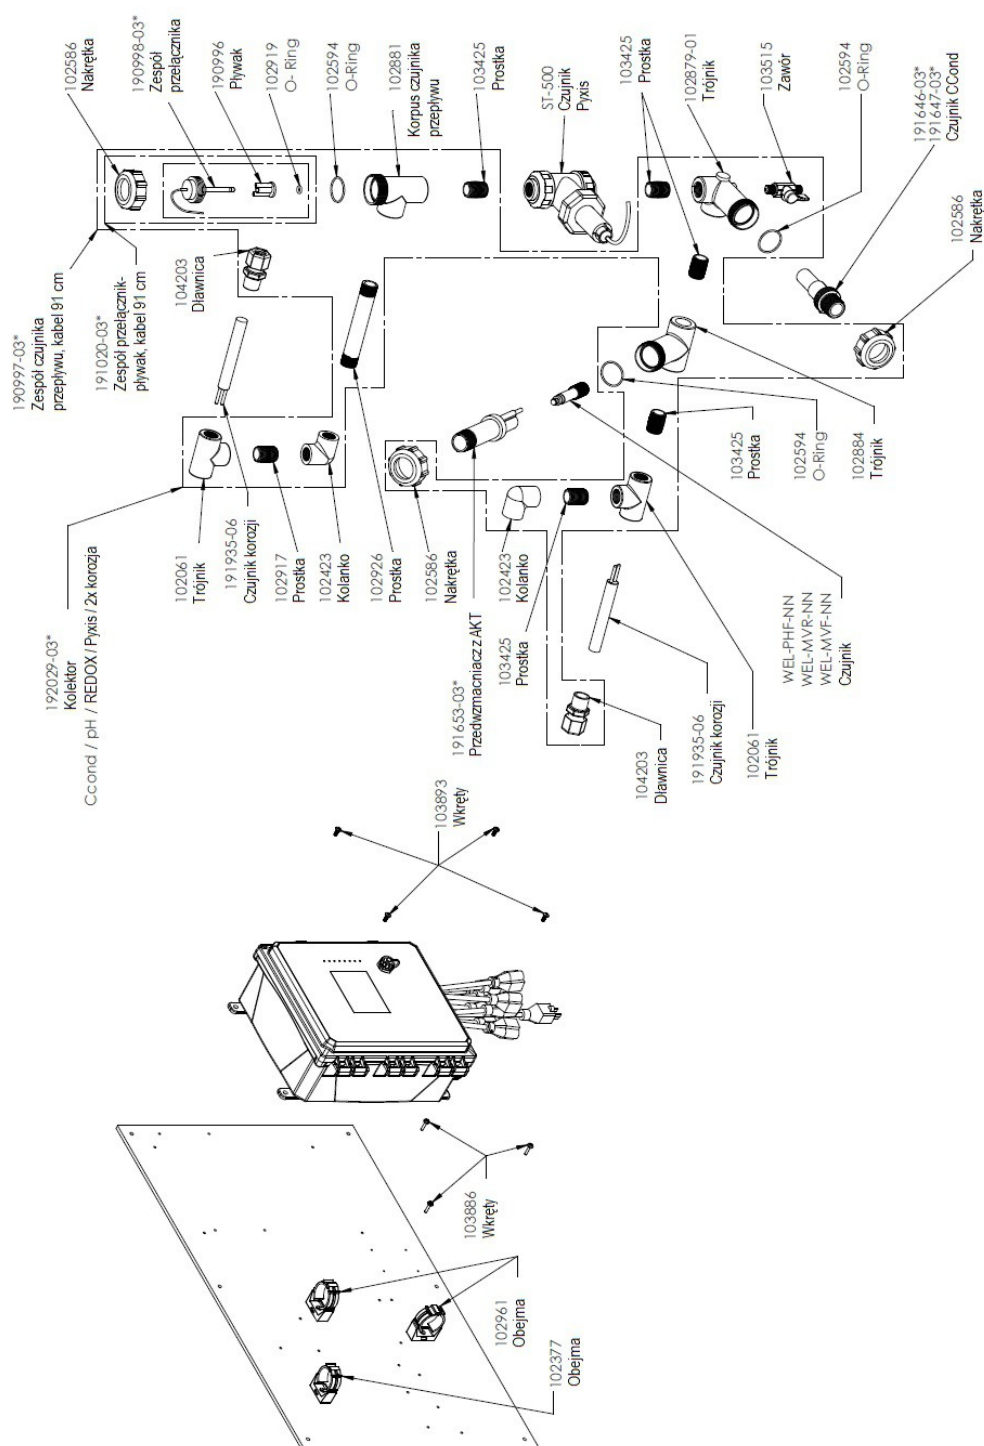 102586
Nakrętka
190998-03*
Zespół
przełącznika
190996
Pływak
102919
O- Ring
102594
O-Ring
102881
Korpus czujnika
przepływu
103425
Prostka
ST-500
Czujnik
Pyxis
103425
Prostka
102879-01
Trójnik
103515
Zawór
102594
O-Ring
191646-03*
191647-03*
Czujnik CCond
102586
Nakrętka
190997-03*
Zespół czujnika
przepływu, kabel 91 cm
191020-03*
Zespół przełącznik-
pływak, kabel 91 cm
104203
Dławnica
192029-03*
Kolektor
Ccond / pH / REDOX / Pyxis / 2x korozja
102061
Trójnik
191935-06
Czujnik korozji
102917
Prostka
102423
Kolanko
102926
Prostka
102586
Nakrętka
191653-03*
Przedwzmacniacz z AKT
103425
Prostka
102423
Kolanko
104203
Dławnica
191935-06
Czujnik korozji
102061
Trójnik
WEL-PHF-NN
WEL-MVR-NN
WEL-MVF-NN
Czujnik
103425
Prostka
102594
O-Ring
102884
Trójnik
103893
Wkręty
103886
Wkręty
102961
Obejma
102377
Obejma